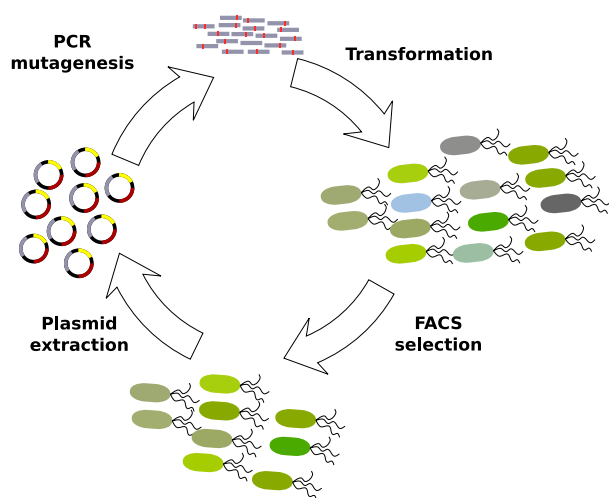 PCR
mutagenesis
Transformation
FACS
selection
Plasmid
extraction